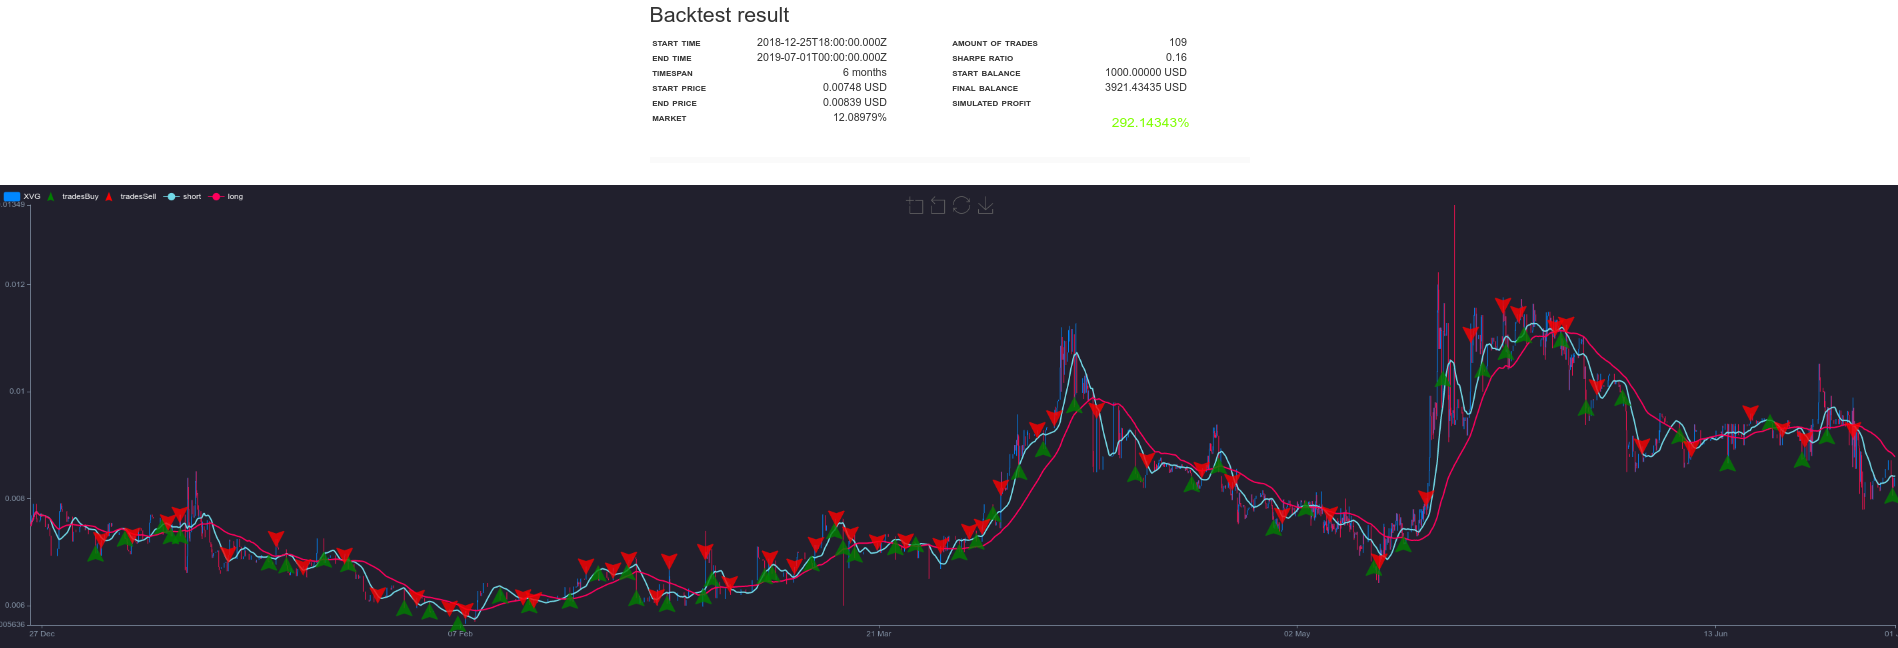 Backtest result
START TIME 2018-12-25T18:00:00.000Z
END TIME 2019-07-01T00:00:00.000Z
TIMESPAN 6 months
START PRICE 0.00748 USD
END PRICE 0.00839 USD
MARKET 12.08979%
AMOUNT OF TRADES 109
SHARPE RATIO 0.16
START BALANCE 1000.00000 USD
FINAL BALANCE 3921.43435 USD
SIMULATED PROFIT
292.14343%
XVG tradesBuy tradesSell short long
0.01349
0.012
0.01
0.008
0.006
005636
27 Dec 07 Feb 21 Mar 02 May 13 Jun 01